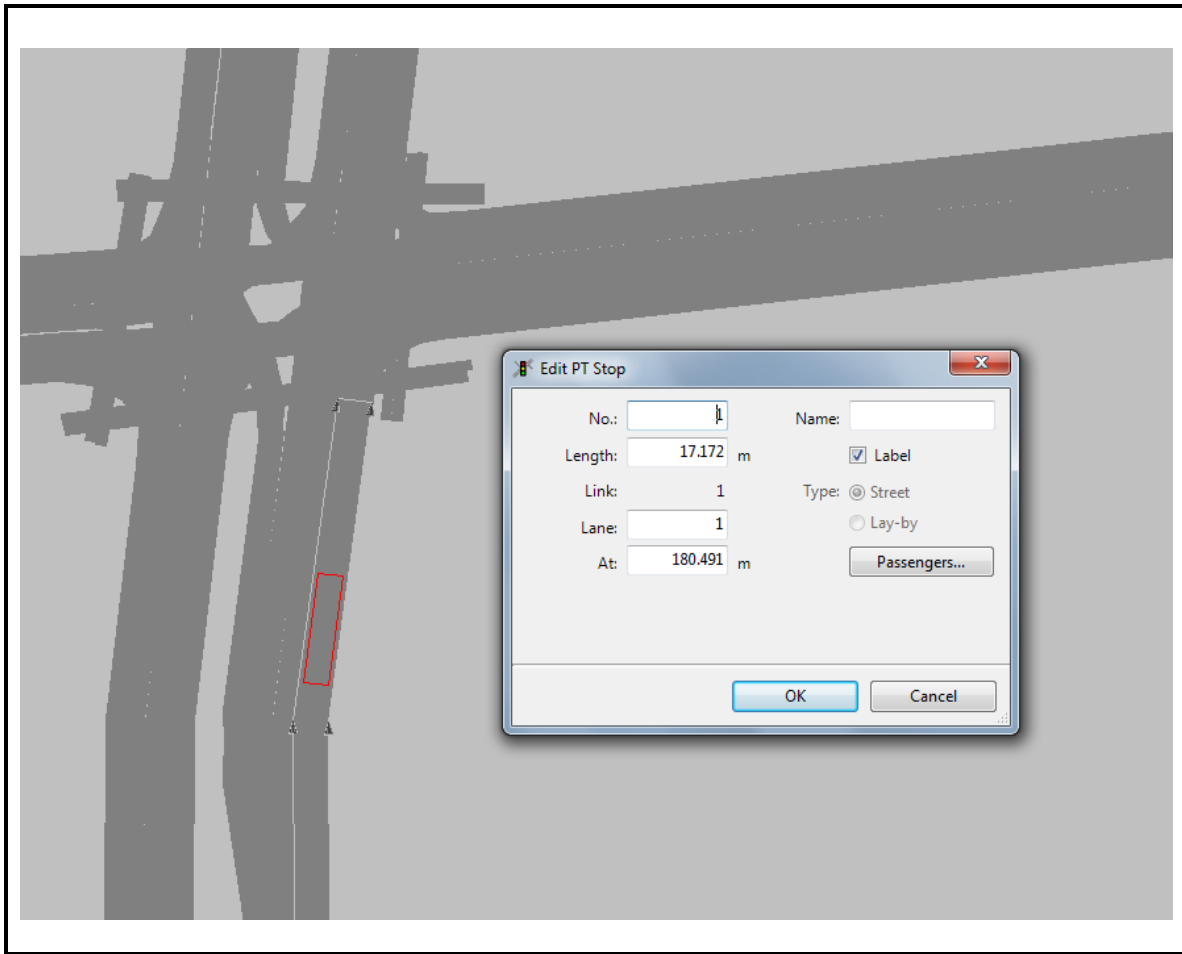 Edit PT Stop
No.: 1 Name:
Length: 17.172 m Label
Link: 1 Type: Street
Lane: 1 Lay-by
At: 180.491 m Passengers...
OK Cancel